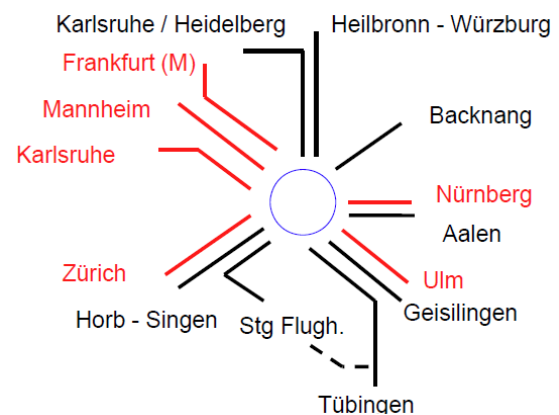 Karlsruhe / Heidelberg
Heilbronn - Würzburg
Frankfurt (M)
Mannheim
Backnang
Karlsruhe
Nürnberg
Aalen
Zürich
Ulm
Horb - Singen
Stg Flugh.
Geisilingen
Tübingen